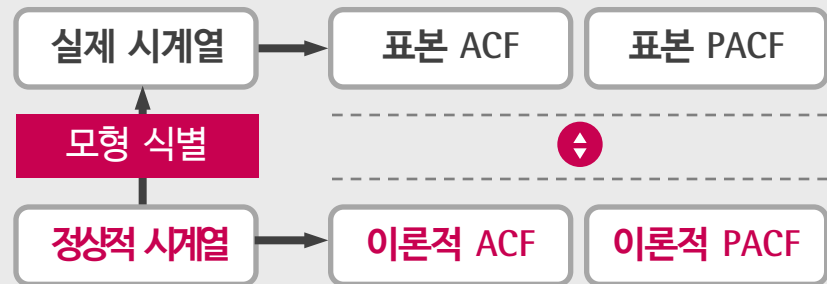 실제 시계열
표본 ACF
표본 PACF
모형 식별
정상적 시계열
이론적 ACF
이론적 PACF